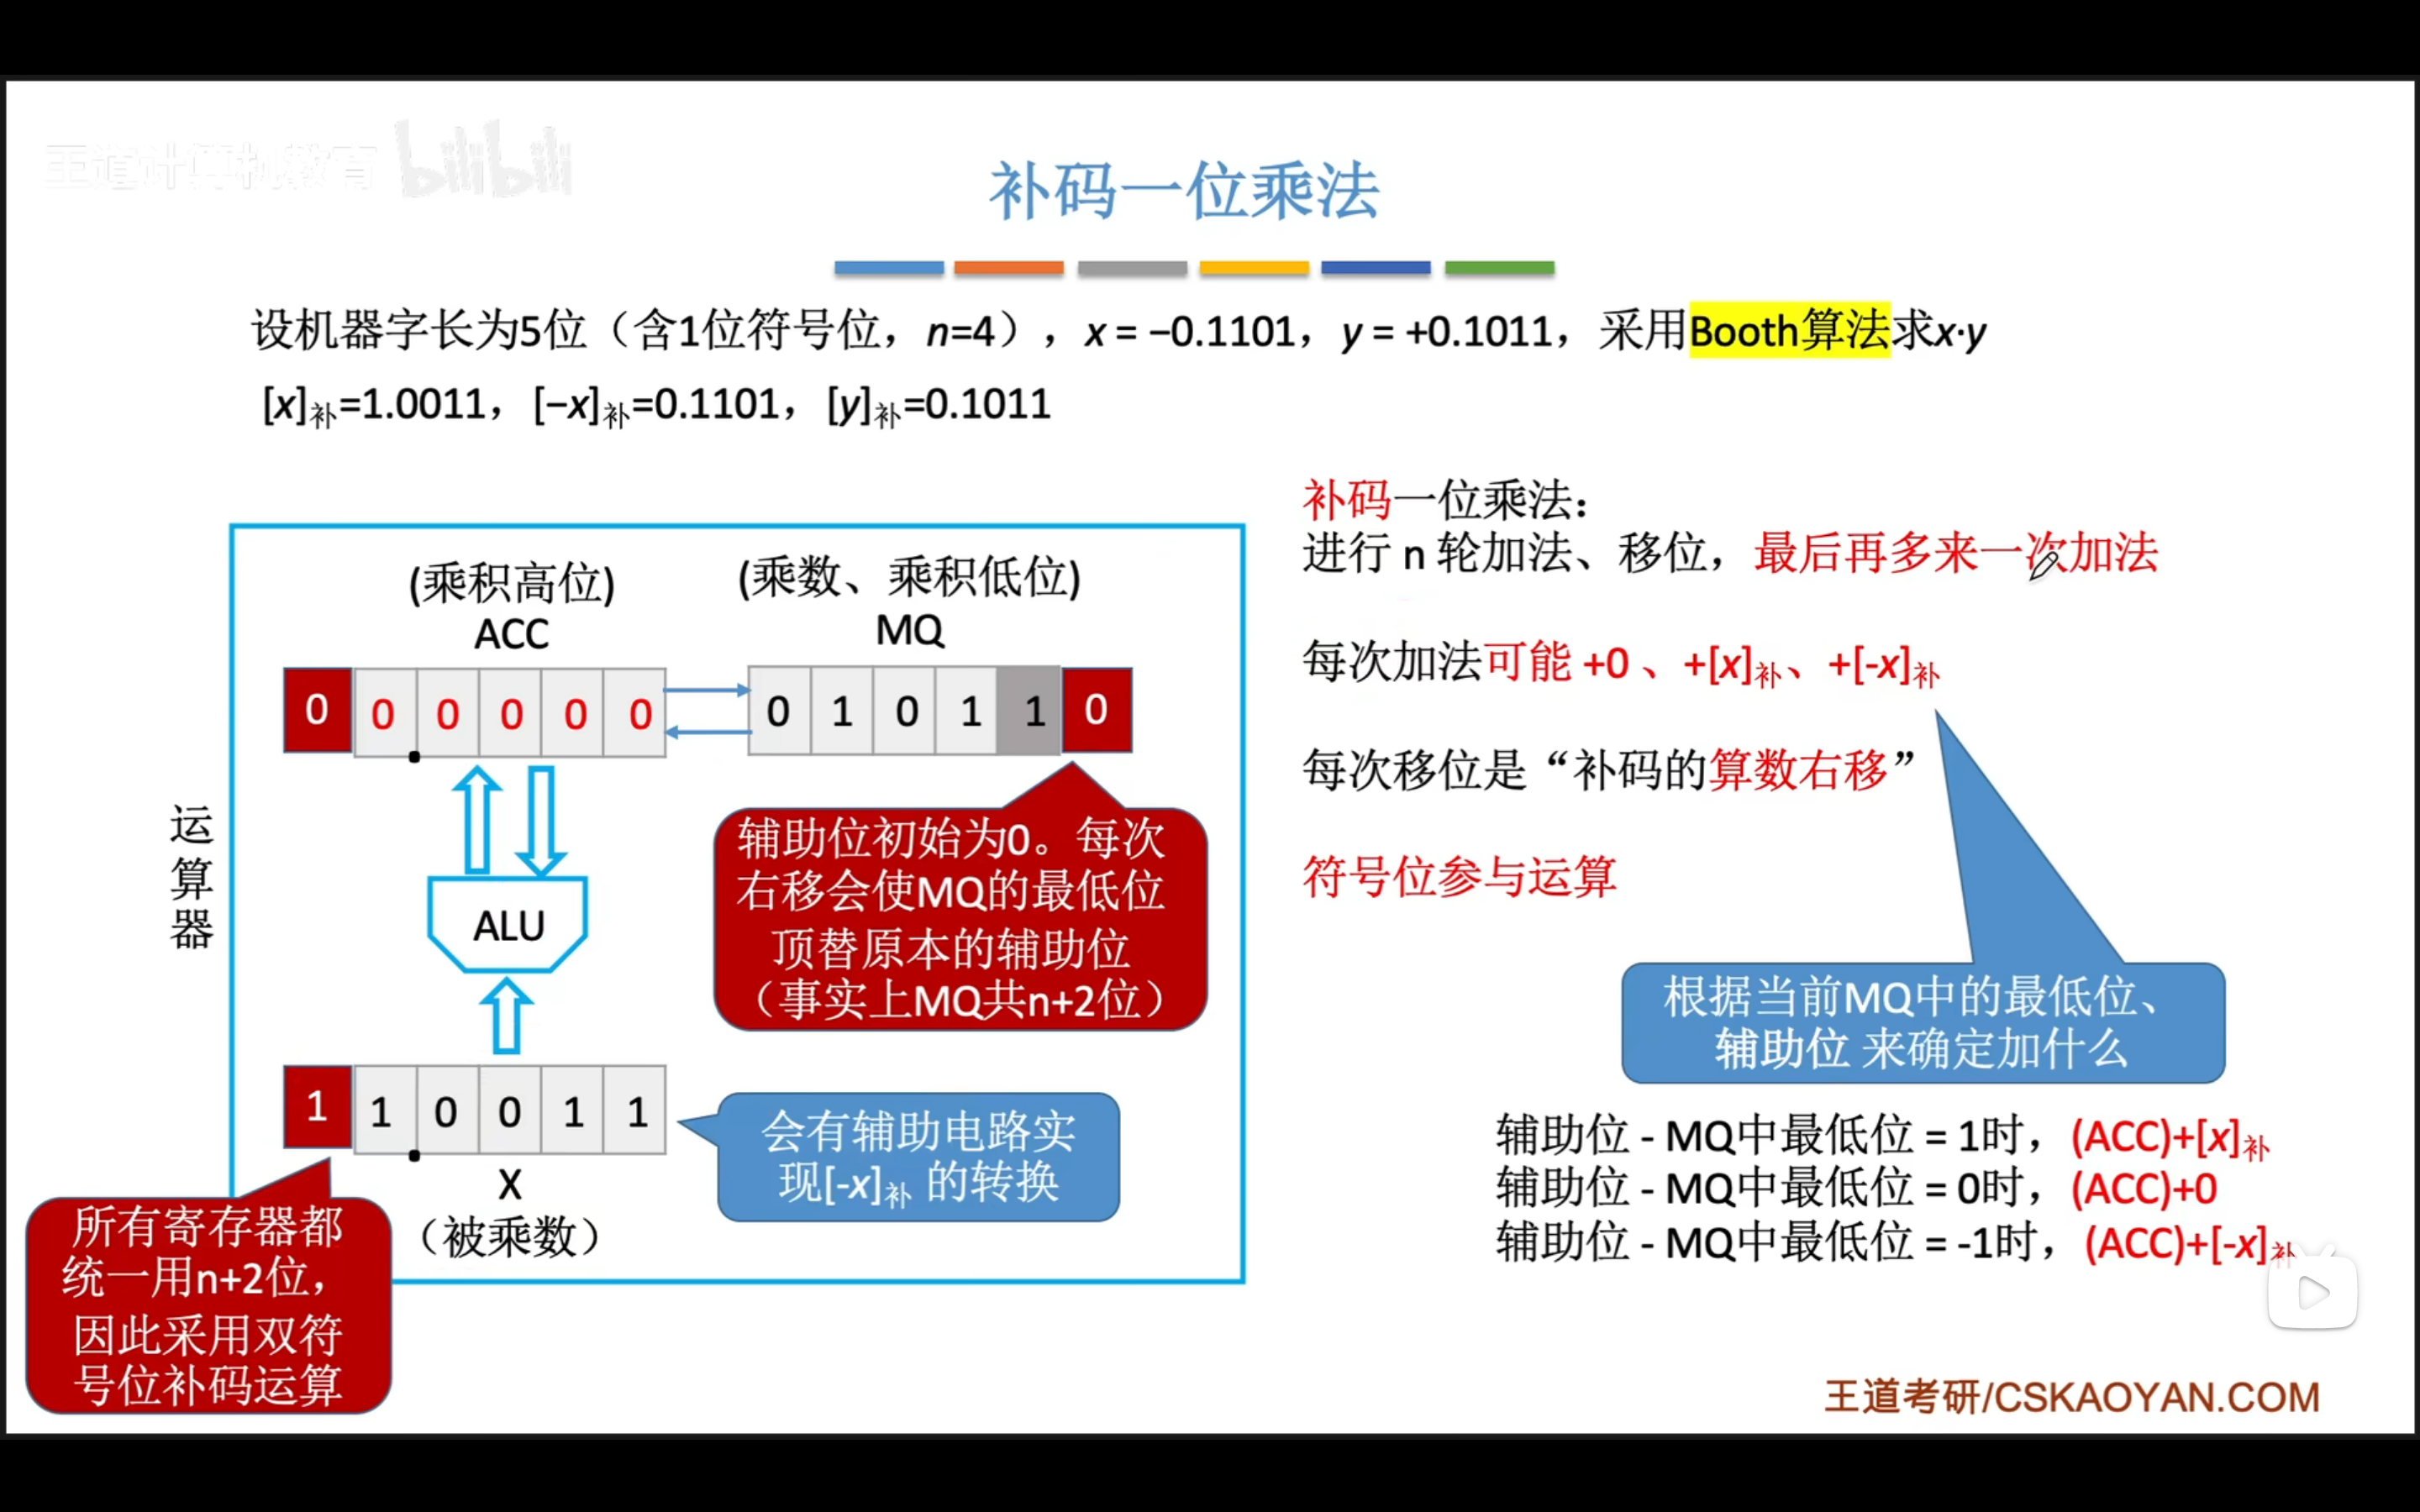 王道计算机教育 bilibili
补码一位乘法
设机器字长为5位（含1位符号位，n=4），x = −0.1101，y = +0.1011，采用Booth算法求x·y
[x]补=1.0011，[−x]补=0.1101，[y]补=0.1011
补码一位乘法：
进行 n 轮加法、移位，最后再多来一次加法
每次加法可能 +0 、+[x]补、+[-x]补
每次移位是“补码的算数右移”
符号位参与运算
根据当前MQ中的最低位、
辅助位 来确定加什么
辅助位 - MQ中最低位 = 1时，(ACC)+[x]补
辅助位 - MQ中最低位 = 0时，(ACC)+0
辅助位 - MQ中最低位 = -1时，(ACC)+[-x]补
(乘积高位)
ACC
(乘数、乘积低位)
MQ
0 0 0 0 0 0
0 1 0 1 1 0
运算器
ALU
辅助位初始为0。每次
右移会使MQ的最低位
顶替原本的辅助位
（事实上MQ共n+2位）
1 1 0 0 1 1
X
（被乘数）
会有辅助电路实
现[-x]补 的转换
所有寄存器都
统一用n+2位，
因此采用双符
号位补码运算
王道考研/CSKAOYAN.COM